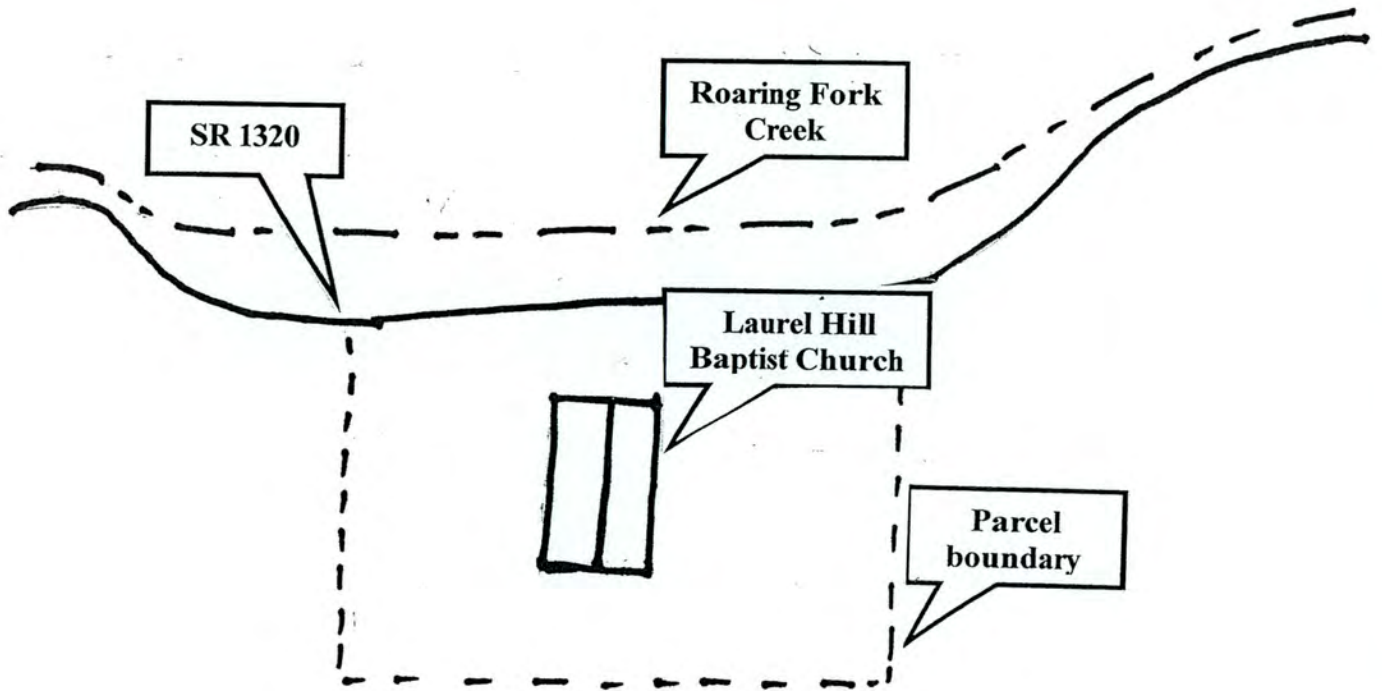 SR 1320
Roaring Fork
Creek
Laurel Hill
Baptist Church
Parcel
boundary